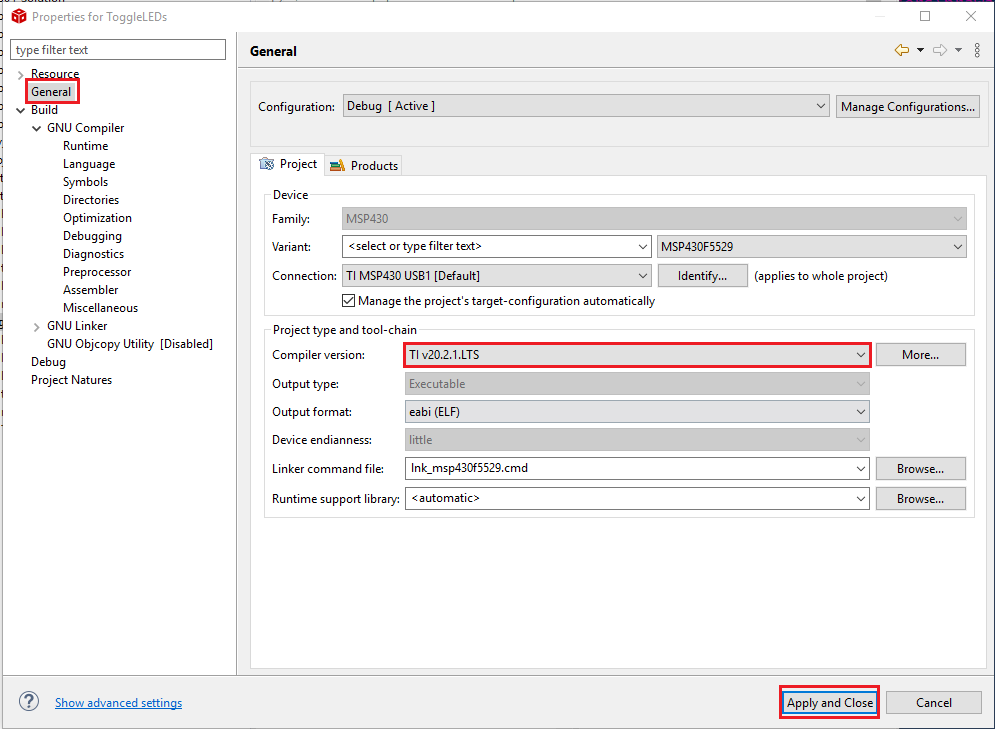 Properties for ToggleLEDs
type filter text
Resource
General
Build
GNU Compiler
Runtime
Language
Symbols
Directories
Optimization
Debugging
Diagnostics
Preprocessor
Assembler
Miscellaneous
GNU Linker
GNU Objcopy Utility [Disabled]
Debug
Project Natures
General
Configuration: Debug [ Active ] Manage Configurations...
Project Products
Device
Family: MSP430
Variant: <select or type filter text> MSP430F5529
Connection: TI MSP430 USB1 [Default] Identify... (applies to whole project)
Manage the project's target-configuration automatically
Project type and tool-chain
Compiler version: TI v20.2.1.LTS More...
Output type: Executable
Output format: eabi (ELF)
Device endianness: little
Linker command file: lnk_msp430f5529.cmd Browse...
Runtime support library: <automatic> Browse...
? Show advanced settings
Apply and Close Cancel